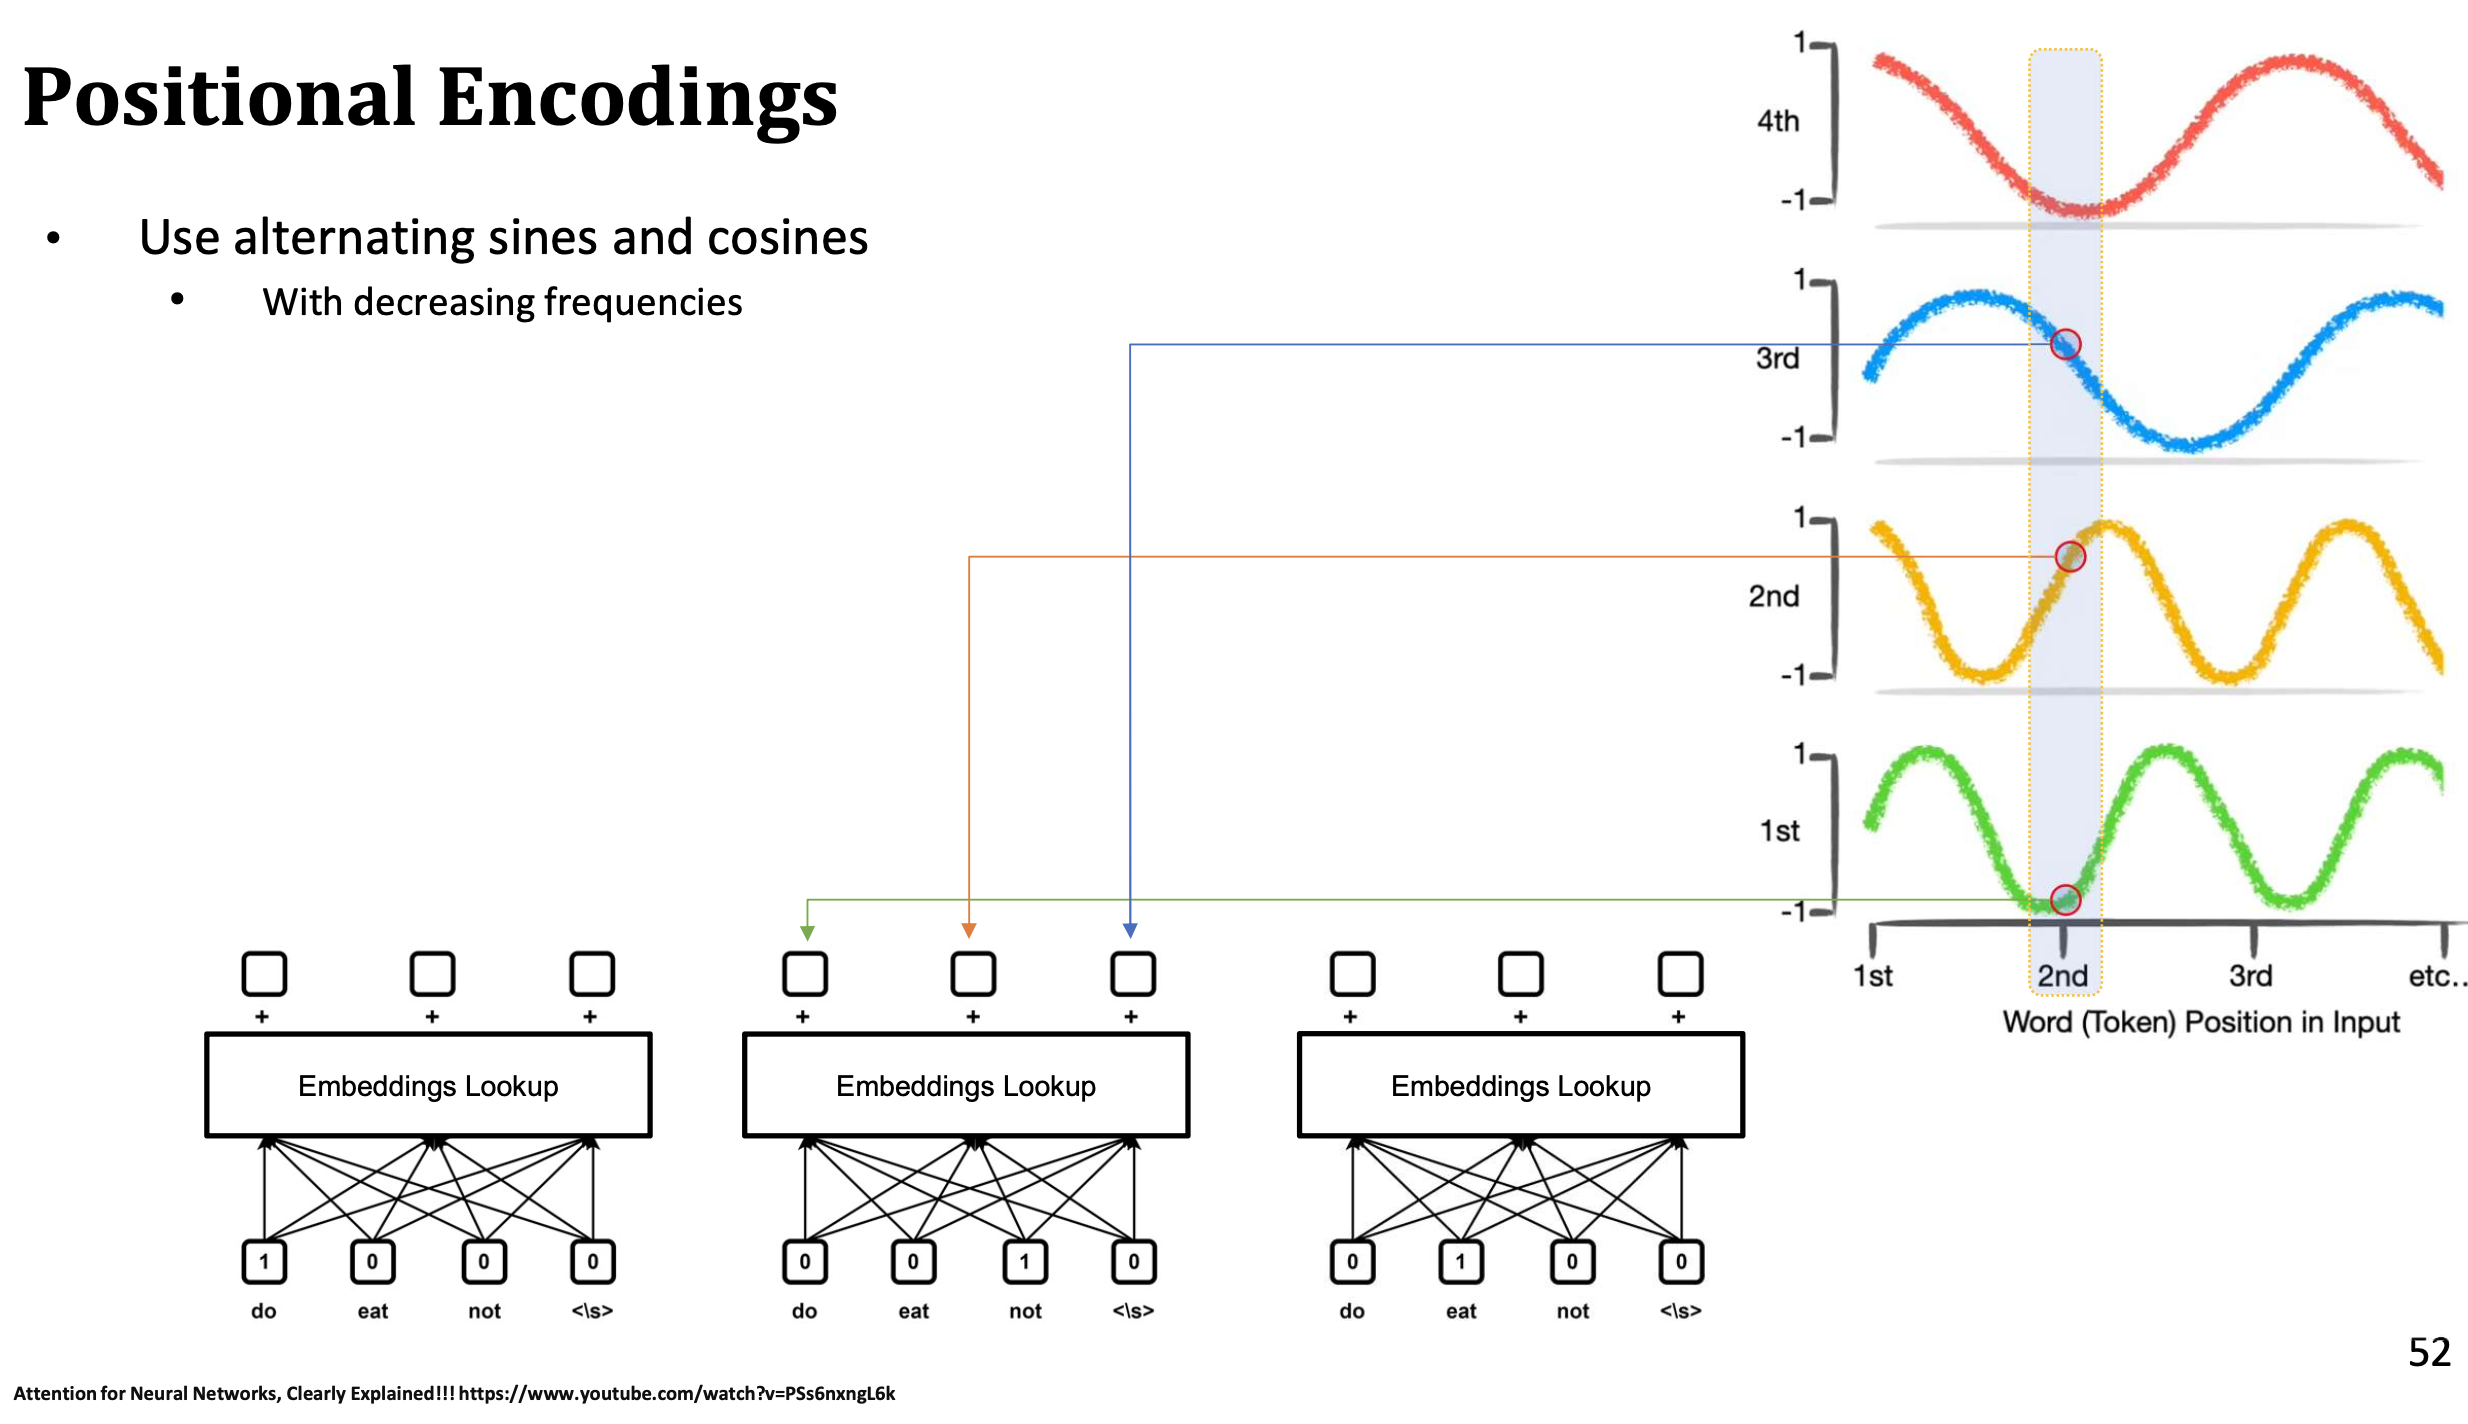 Positional Encodings
• Use alternating sines and cosines
• With decreasing frequencies
1
4th
-1
1
3rd
-1
1
2nd
-1
1
1st
-1
1st 2nd 3rd etc..
Word (Token) Position in Input
+ + + + + + + + +
Embeddings Lookup Embeddings Lookup Embeddings Lookup
1 0 0 0 0 0 1 0 0 1 0 0
do eat not <\s> do eat not <\s> do eat not <\s>
52
Attention for Neural Networks, Clearly Explained!!! https://www.youtube.com/watch?v=PSs6nxngL6k